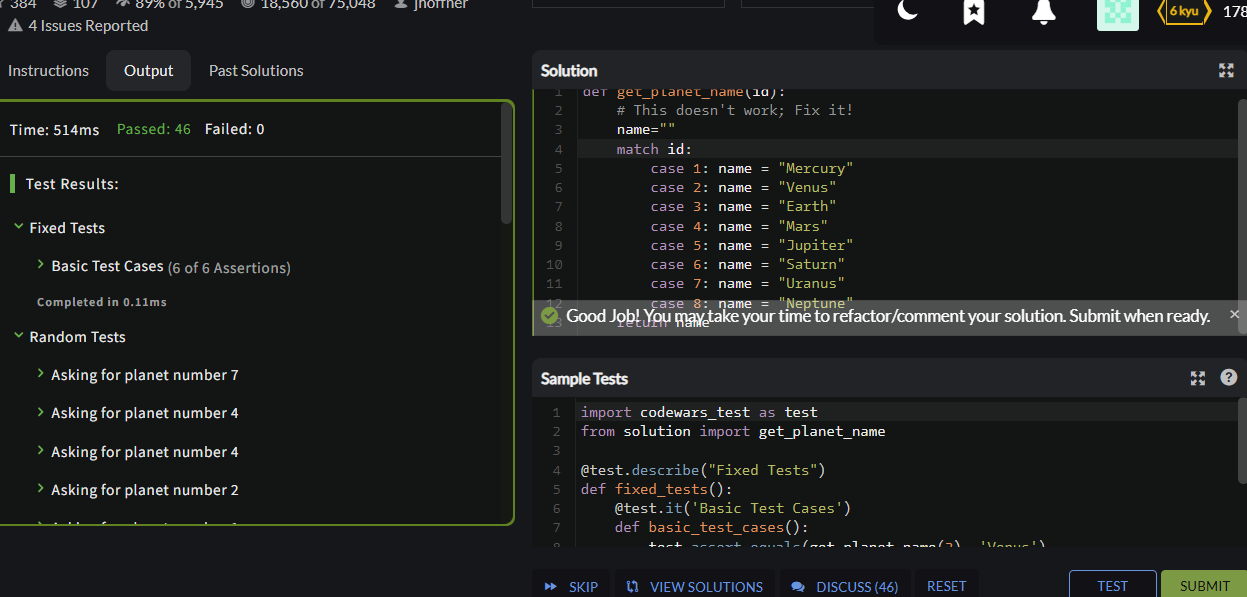 384 107 89% of 5,945 18,560 of 75,048 jhoffner
4 Issues Reported
6 kyu 178
Instructions Output Past Solutions
Time: 514ms Passed: 46 Failed: 0
Test Results:
Fixed Tests
Basic Test Cases (6 of 6 Assertions)
Completed in 0.11ms
Random Tests
Asking for planet number 7
Asking for planet number 4
Asking for planet number 4
Asking for planet number 2
Solution
1 def get_planet_name(id):
2 # This doesn't work; Fix it!
3 name=""
4 match id:
5 case 1: name = "Mercury"
6 case 2: name = "Venus"
7 case 3: name = "Earth"
8 case 4: name = "Mars"
9 case 5: name = "Jupiter"
10 case 6: name = "Saturn"
11 case 7: name = "Uranus"
12 case 8: name = "Neptune"
13 return name
Good Job! You may take your time to refactor/comment your solution. Submit when ready.
Sample Tests
1 import codewars_test as test
2 from solution import get_planet_name
3
4 @test.describe("Fixed Tests")
5 def fixed_tests():
6 @test.it('Basic Test Cases')
7 def basic_test_cases():
8 test.assert_equals(get_planet_name(2), 'Venus')
SKIP VIEW SOLUTIONS DISCUSS (46) RESET TEST SUBMIT